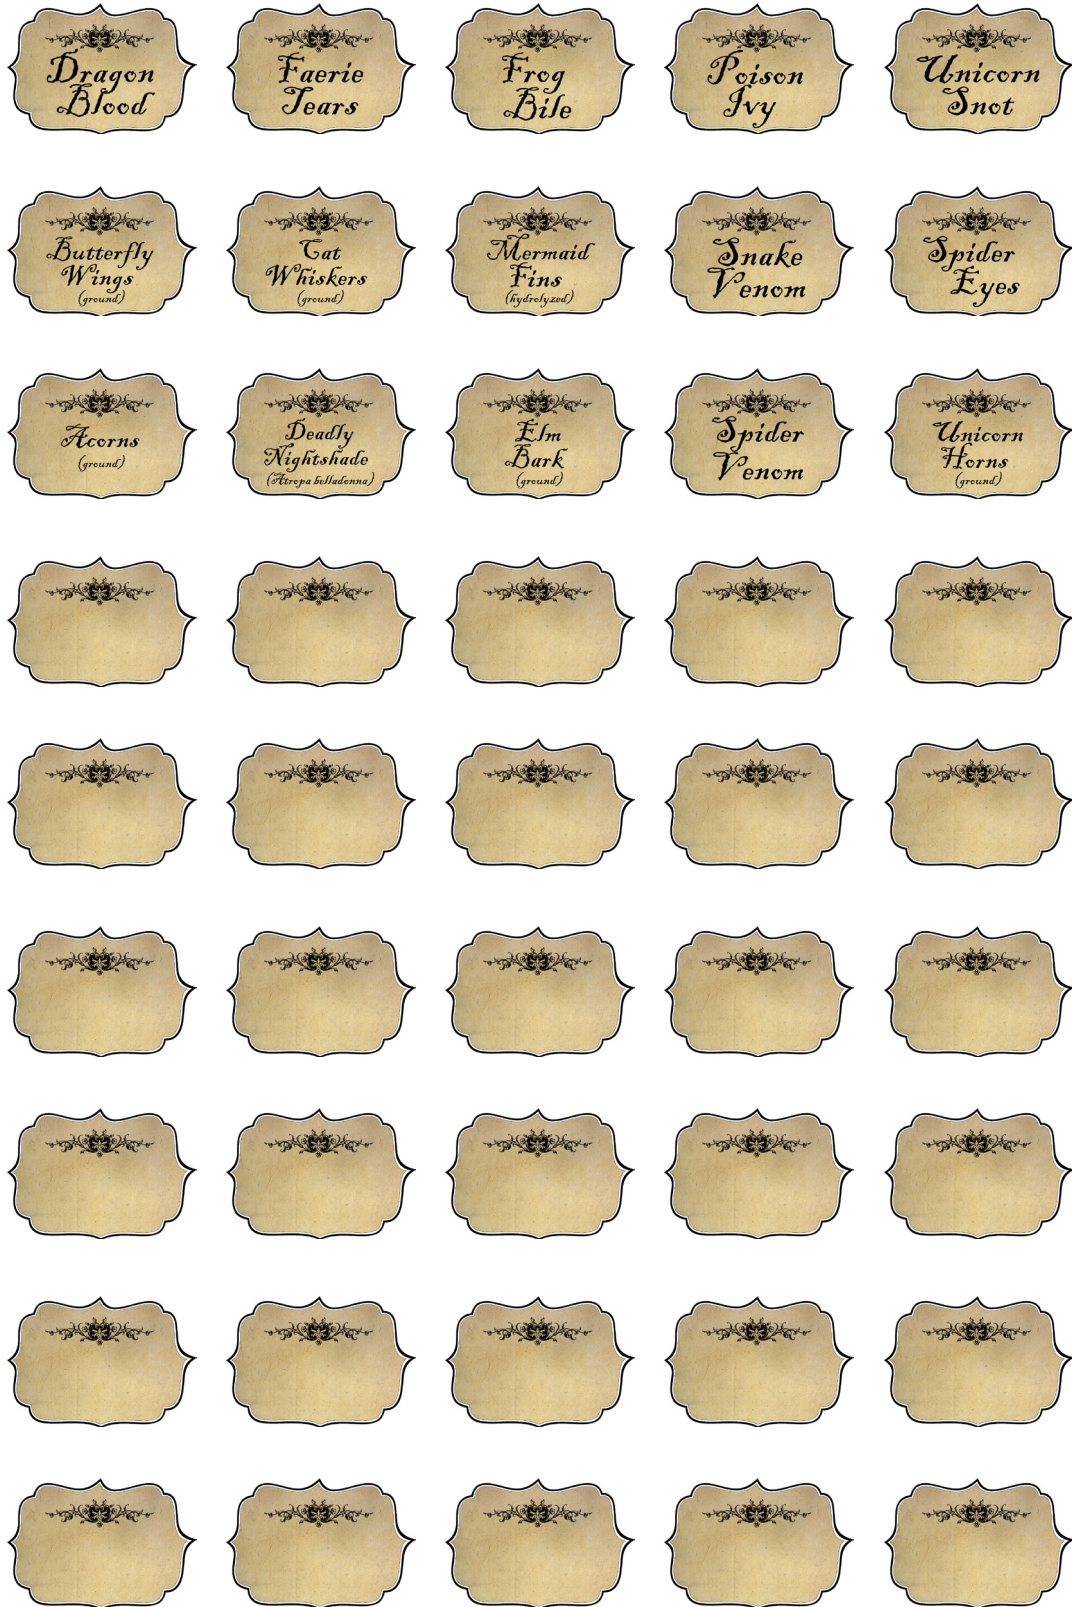 Dragon
Blood
Faerie
Tears
Frog
Bile
Poison
Ivy
Unicorn
Snot
Butterfly
Wings
(ground)
Cat
Whiskers
(ground)
Mermaid
Fins
(hydrolyzed)
Snake
Venom
Spider
Eyes
Acorns
(ground)
Deadly
Nightshade
(Atropa belladonna)
Elm
Bark
(ground)
Spider
Venom
Unicorn
Horns
(ground)